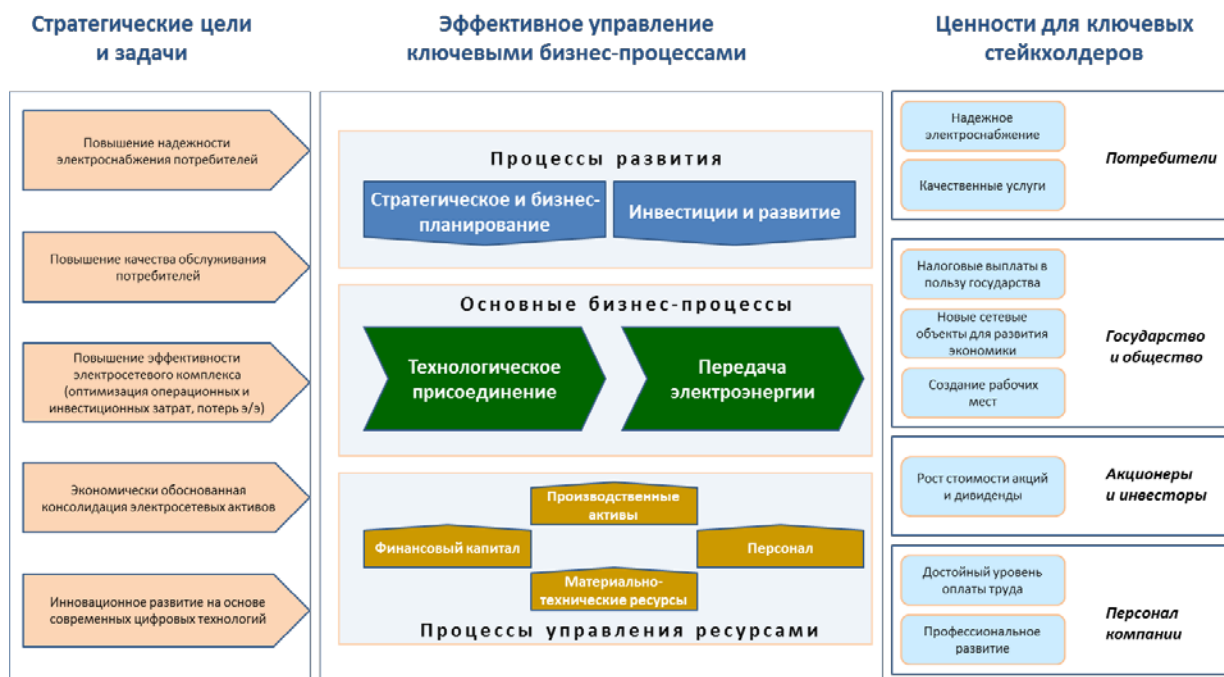 Стратегические цели
и задачи
Эффективное управление
ключевыми бизнес-процессами
Ценности для ключевых
стейкхолдеров
Повышение надежности
электроснабжения потребителей
Повышение качества обслуживания
потребителей
Повышение эффективности
электросетевого комплекса
(оптимизация операционных и
инвестиционных затрат, потерь э/э)
Экономически обоснованная
консолидация электросетевых активов
Инновационное развитие на основе
современных цифровых технологий
Процессы развития
Стратегическое и бизнес-
планирование
Инвестиции и развитие
Основные бизнес-процессы
Технологическое
присоединение
Передача
электроэнергии
Производственные
активы
Финансовый капитал
Персонал
Материально-
технические ресурсы
Процессы управления ресурсами
Надежное
электроснабжение
Качественные услуги
Потребители
Налоговые выплаты в
пользу государства
Новые сетевые
объекты для развития
экономики
Создание рабочих
мест
Государство
и общество
Рост стоимости акций
и дивиденды
Акционеры
и инвесторы
Достойный уровень
оплаты труда
Профессиональное
развитие
Персонал
компании